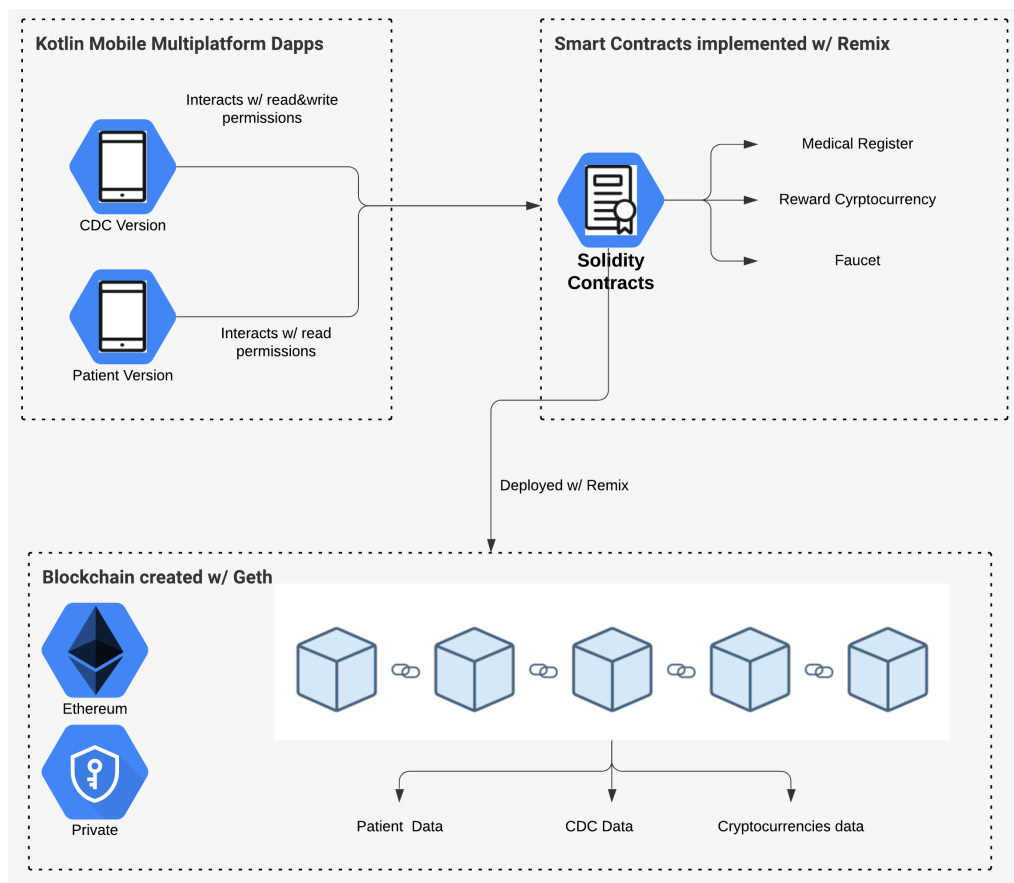 Kotlin Mobile Multiplatform Dapps
Interacts w/ read&write
permissions
CDC Version
Patient Version
Interacts w/ read
permissions
Smart Contracts implemented w/ Remix
Solidity
Contracts
Medical Register
Reward Cyrptocurrency
Faucet
Deployed w/ Remix
Blockchain created w/ Geth
Ethereum
Private
Patient  Data
CDC Data
Cryptocurrencies data